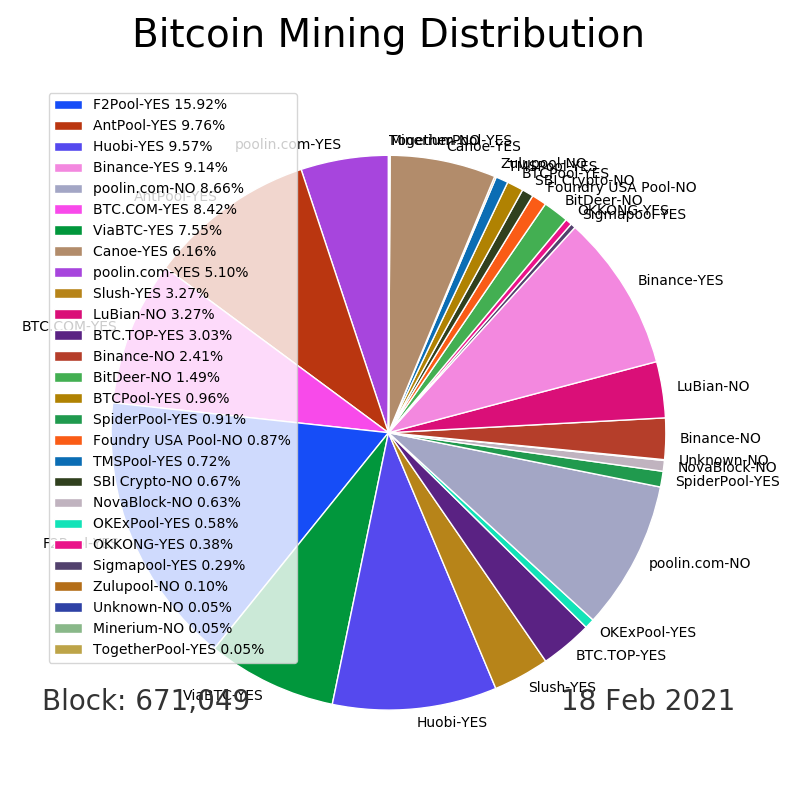 Bitcoin Mining Distribution
F2Pool-YES 15.92%
AntPool-YES 9.76%
Huobi-YES 9.57%
Binance-YES 9.14%
poolin.com-NO 8.66%
BTC.COM-YES 8.42%
ViaBTC-YES 7.55%
Canoe-YES 6.16%
poolin.com-YES 5.10%
Slush-YES 3.27%
LuBian-NO 3.27%
BTC.TOP-YES 3.03%
Binance-NO 2.41%
BitDeer-NO 1.49%
BTCPool-YES 0.96%
SpiderPool-YES 0.91%
Foundry USA Pool-NO 0.87%
TMSPool-YES 0.72%
SBI Crypto-NO 0.67%
NovaBlock-NO 0.63%
OKExPool-YES 0.58%
OKKONG-YES 0.38%
Sigmapool-YES 0.29%
Zulupool-NO 0.10%
Unknown-NO 0.05%
Minerium-NO 0.05%
TogetherPool-YES 0.05%
poolin.com-YES
AntPool-YES
BTC.COM-YES
F2Pool-YES
ViaBTC-YES
Huobi-YES
Slush-YES
BTC.TOP-YES
OKExPool-YES
poolin.com-NO
SpiderPool-YES
NovaBlock-NO
Unknown-NO
Binance-NO
LuBian-NO
Binance-YES
Sigmapool-YES
OKKONG-YES
BitDeer-NO
Foundry USA Pool-NO
SBI Crypto-NO
BTCPool-YES
TMSPool-YES
Zulupool-NO
Canoe-YES
Minerium-NO
TogetherPool-YES
Block: 671,049
18 Feb 2021